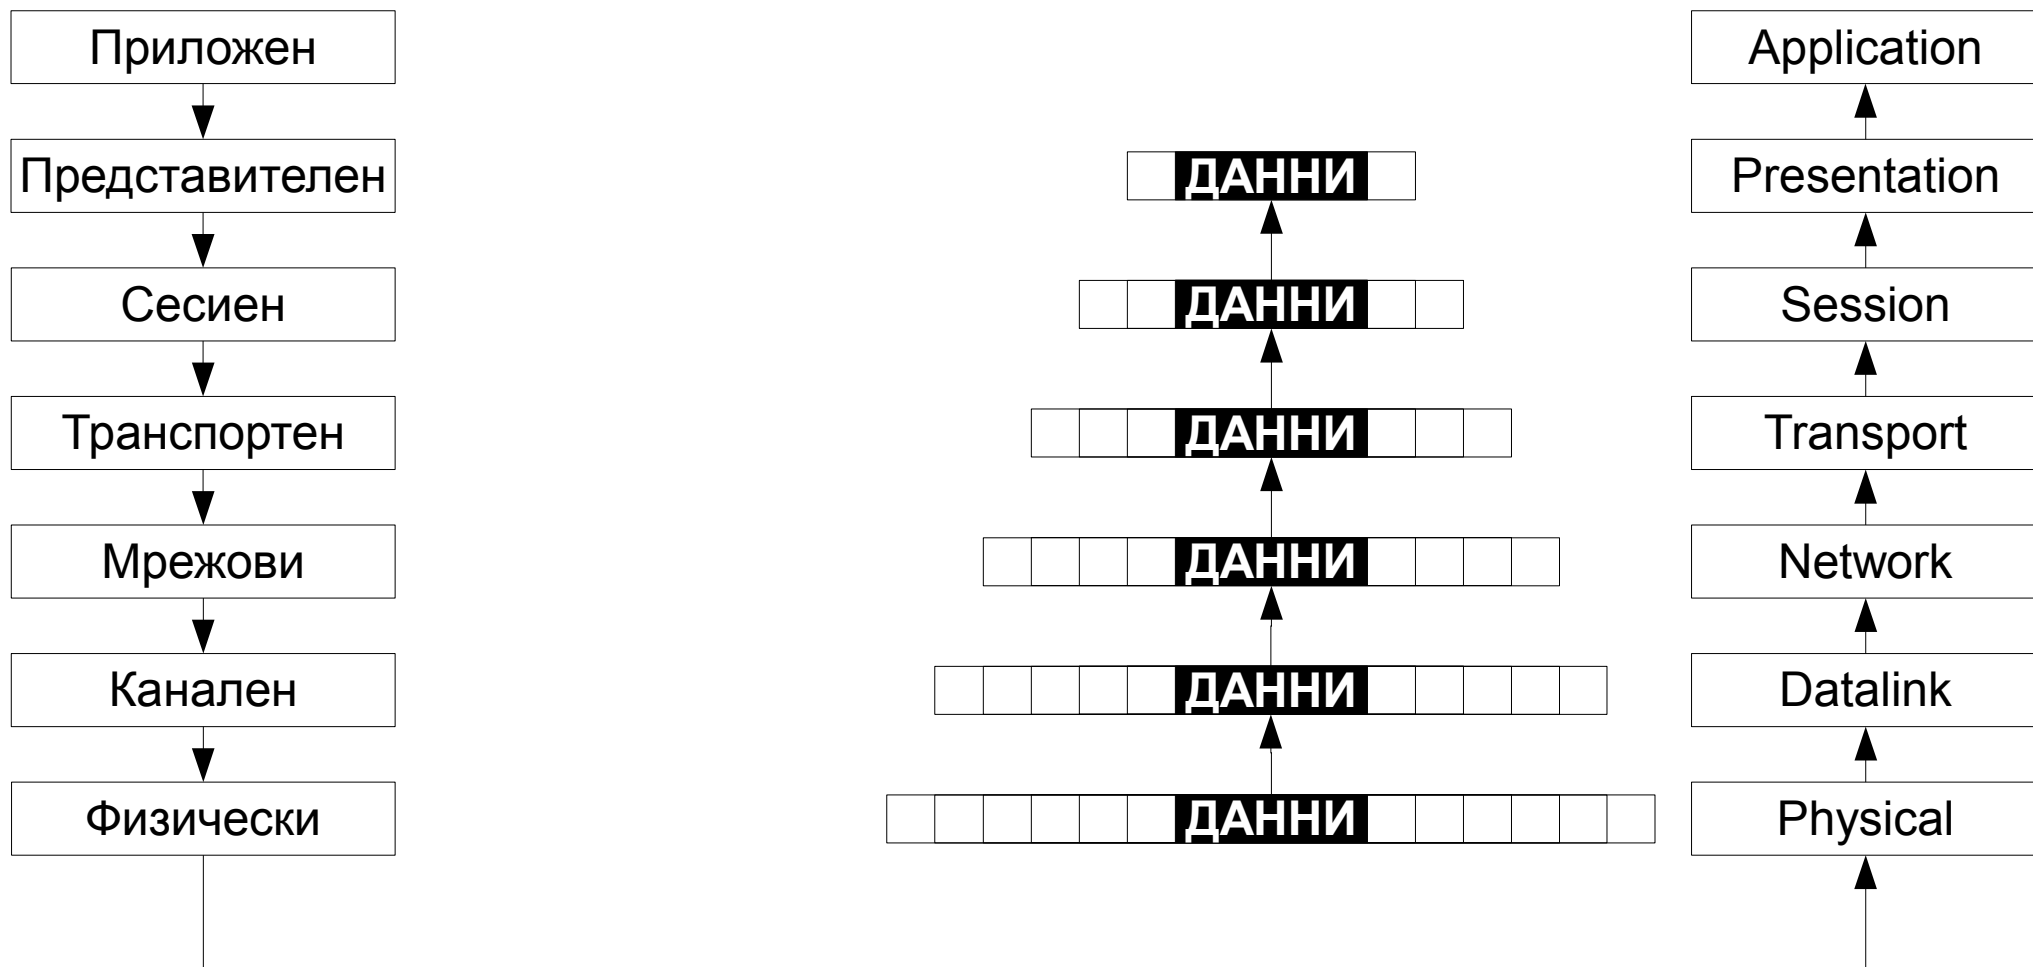 Приложен
Application
Представителен
ДАННИ
Presentation
Сесиен
ДАННИ
Session
Транспортен
ДАННИ
Transport
Мрежови
ДАННИ
Network
Канален
ДАННИ
Datalink
Физически
ДАННИ
Physical